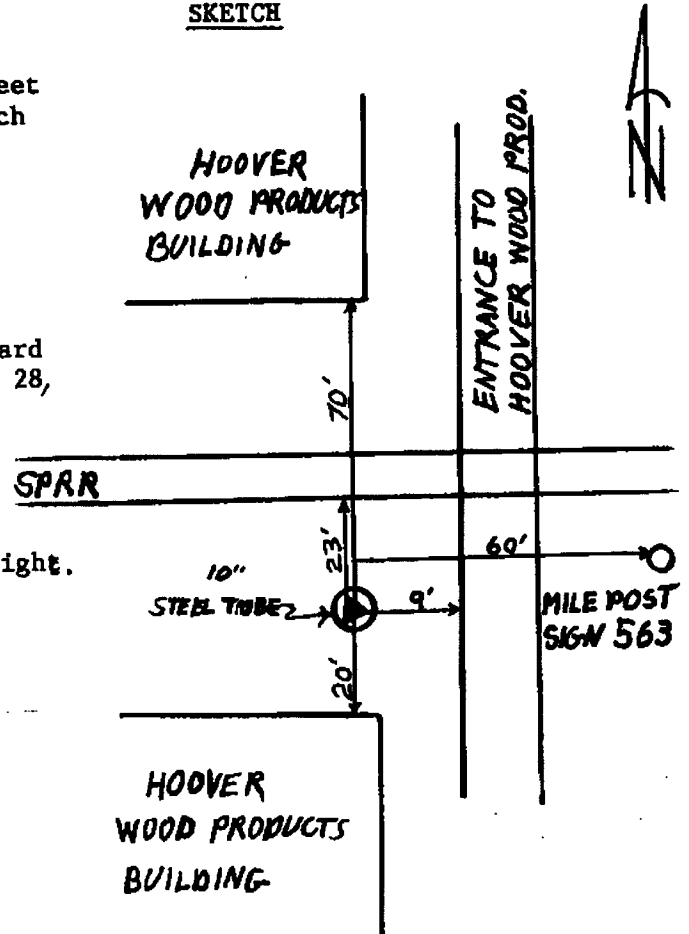 SKETCH
eet
ch
HOOVER
WOOD PRODUCTS
BUILDING
ENTRANCE TO
HOOVER WOOD PROD.
N
ard
28,
70'
SPRR
23'
60'
ight.
10"
STEEL TUBE
9'
MILE POST
SIGN 563
20'
HOOVER
WOOD PRODUCTS
BUILDING